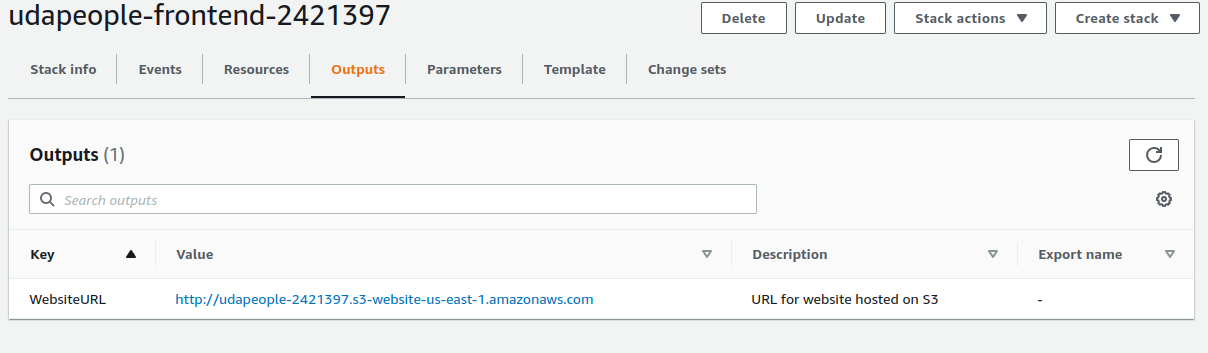 udapeople-frontend-2421397
Delete Update Stack actions Create stack
Stack info Events Resources Outputs Parameters Template Change sets
Outputs (1)
Search outputs
Key Value Description Export name
WebsiteURL http://udapeople-2421397.s3-website-us-east-1.amazonaws.com URL for website hosted on S3 -